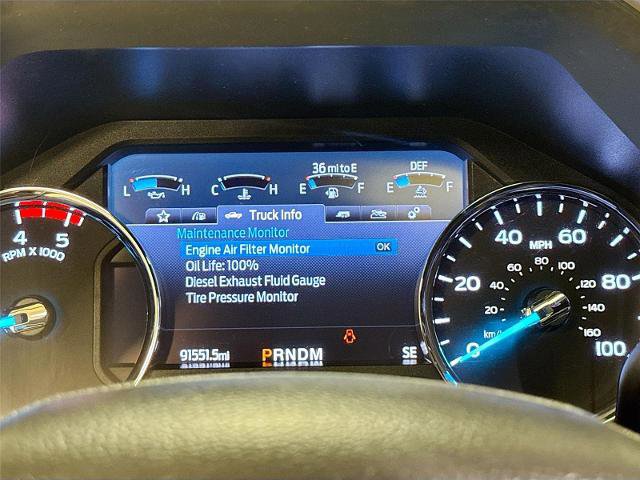 36 mi to E
DEF
L H C H E F E F
Truck Info
Maintenance Monitor
Engine Air Filter Monitor OK
Oil Life: 100%
Diesel Exhaust Fluid Gauge
Tire Pressure Monitor
91551.5mi PRNDM SE
4 5
RPM X 1000
0 20 40 60 80 100
MPH
20 40 60 80 100 120 140 160
km/